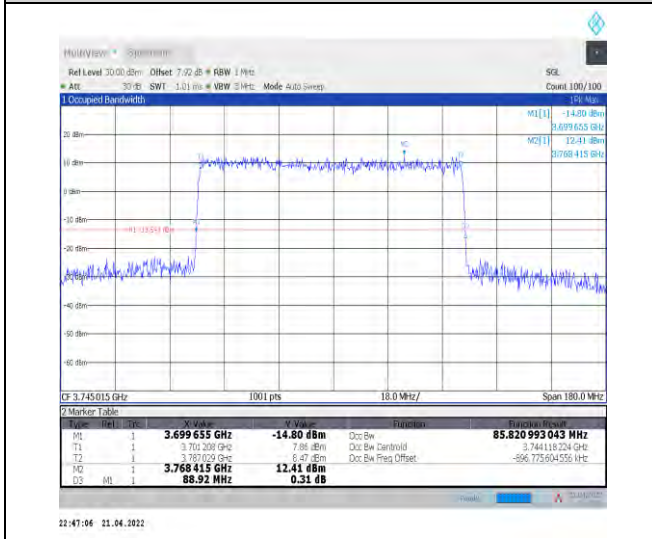 MultiView Spectrum
Ref Level 30.00 dBm Offset 7.92 dB RBW 1 MHz SGL
Att 30 dB SWT 1.01 ms VBW 3 MHz Mode Auto Sweep Count 100/100
1 Occupied Bandwidth 1Pk Max
M1[1] -14.80 dBm
3.699 655 GHz
M2[1] 12.41 dBm
3.768 415 GHz
20 dBm
10 dBm
0 dBm
-10 dBm
-20 dBm
-30 dBm
-40 dBm
-50 dBm
-60 dBm
M2
CF 3.745015 GHz 1001 pts 18.0 MHz/ Span 180.0 MHz
2 Marker Table
Type Ref Trc X-Value Y-Value Function Function Result
M1 1 3.699 655 GHz -14.80 dBm Occ Bw 85.820 993 043 MHz
T1 1 3.701 208 GHz 7.86 dBm Occ Bw Centroid 3.744 118 224 GHz
T2 1 3.787 029 GHz 8.47 dBm Occ Bw Freq Offset -896.775 604 556 kHz
M2 1 3.768 415 GHz 12.41 dBm
D3 M1 1 88.92 MHz 0.31 dB
22:47:06 21.04.2022